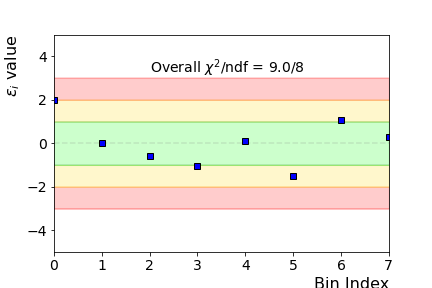 Overall χ²/ndf = 9.0/8
εᵢ value
4
2
0
−2
−4
0 1 2 3 4 5 6 7
Bin Index